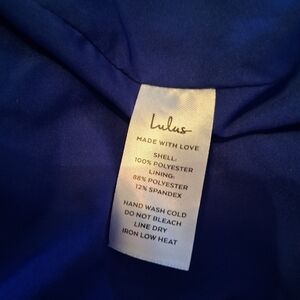 Lulus
MADE WITH LOVE
SHELL:
100% POLYESTER
LINING:
88% POLYESTER
12% SPANDEX
HAND WASH COLD
DO NOT BLEACH
LINE DRY
IRON LOW HEAT